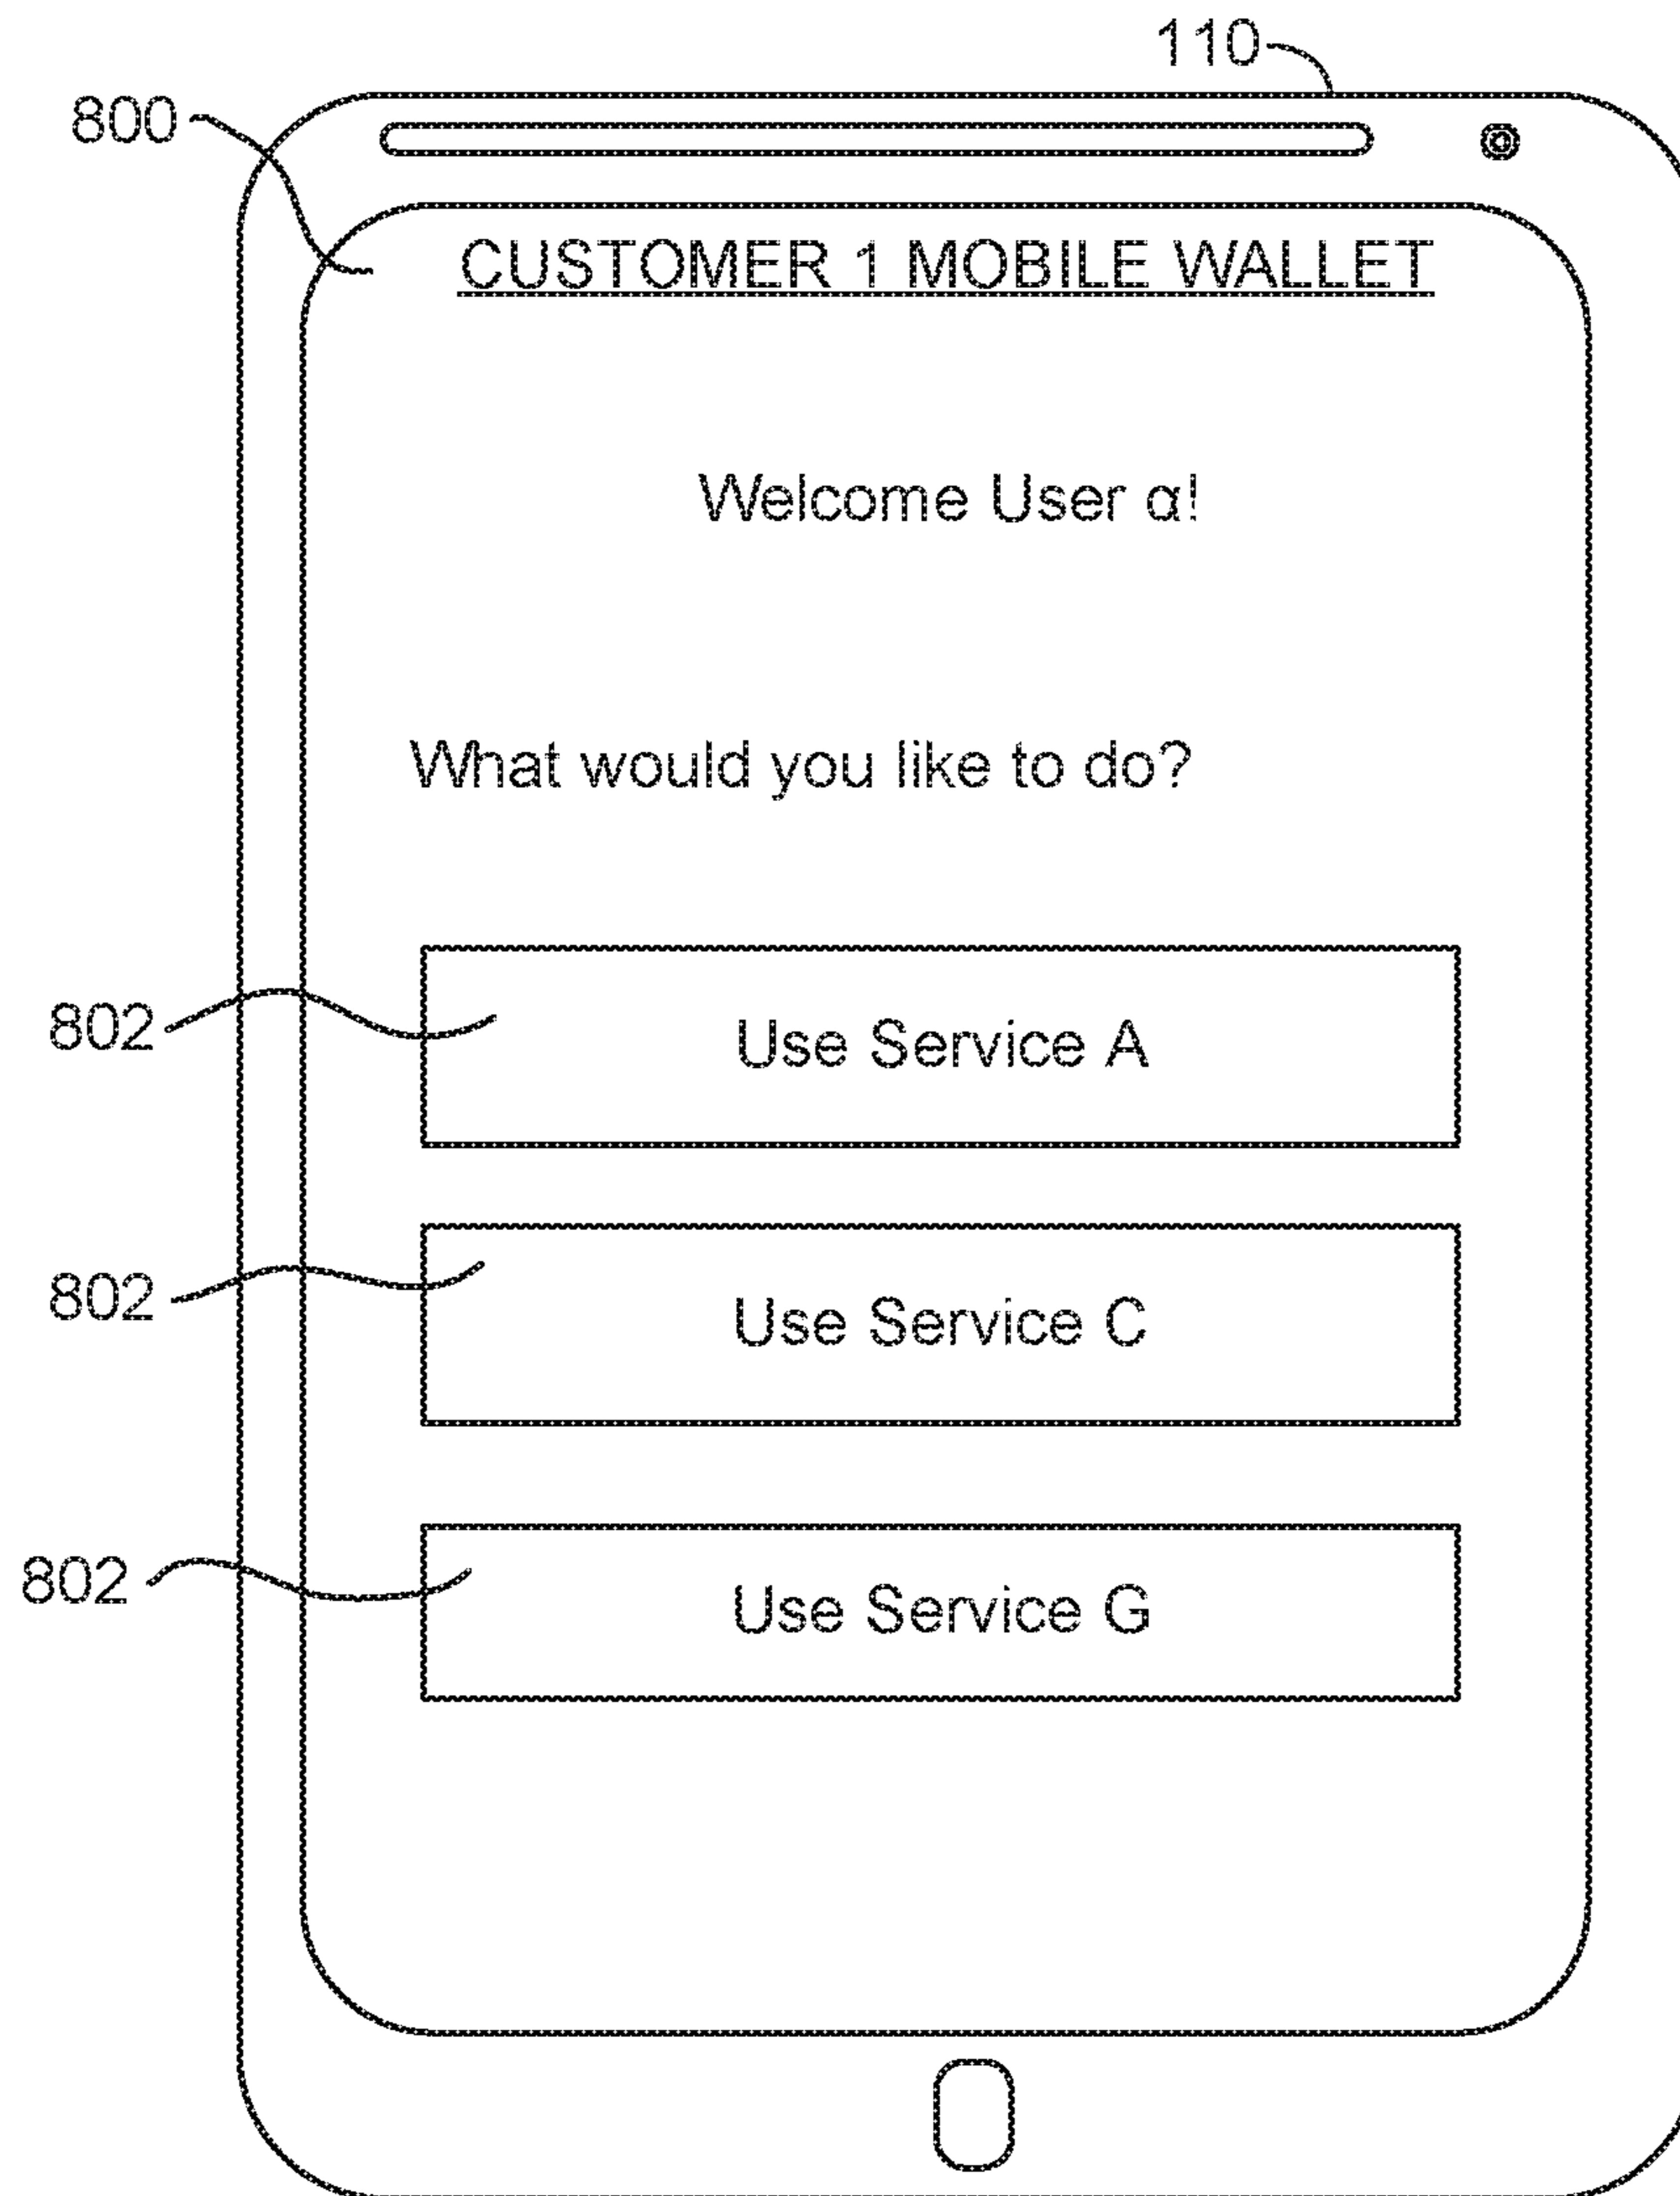 110
800
CUSTOMER 1 MOBILE WALLET
Welcome User α!
What would you like to do?
802
Use Service A
802
Use Service C
802
Use Service G